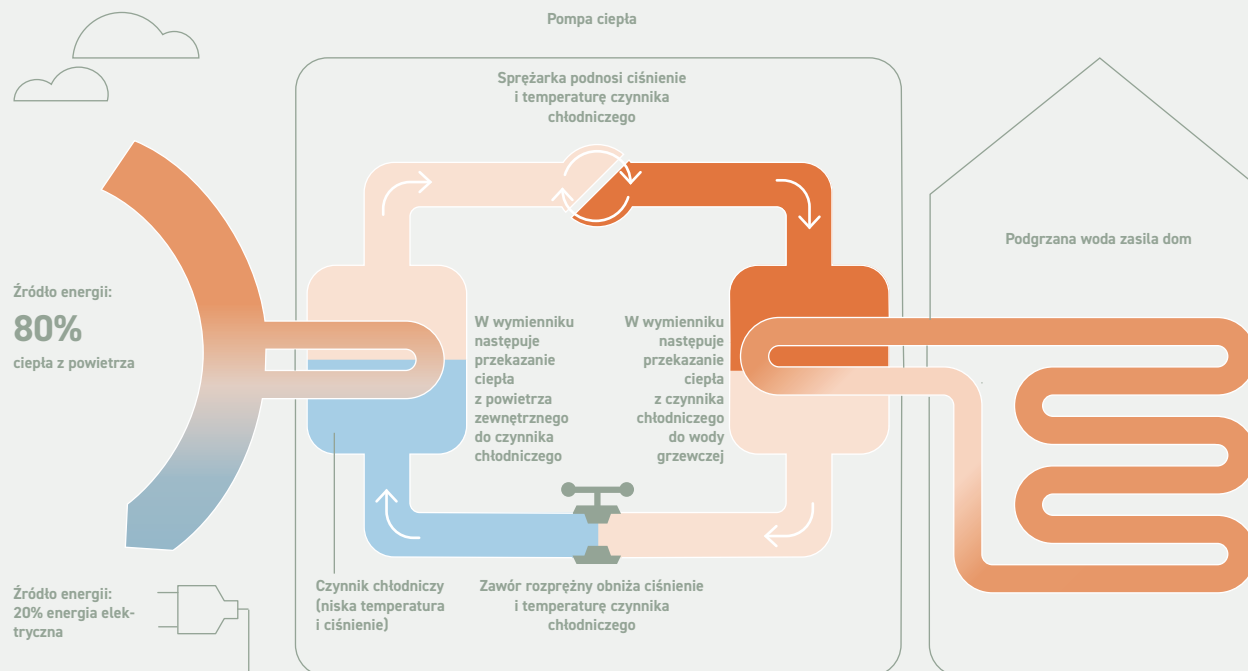 Pompa ciepła
Sprężarka podnosi ciśnienie
i temperaturę czynnika
chłodniczego
Podgrzana woda zasila dom
Źródło energii:
80%
ciepła z powietrza
W wymienniku
następuje
przekazanie
ciepła
z powietrza
zewnętrznego
do czynnika
chłodniczego
W wymienniku
następuje
przekazanie
ciepła
z czynnika
chłodniczego
do wody
grzewczej
Źródło energii:
20% energia elek-
tryczna
Czynnik chłodniczy
(niska temperatura
i ciśnienie)
Zawór rozprężny obniża ciśnienie
i temperaturę czynnika
chłodniczego